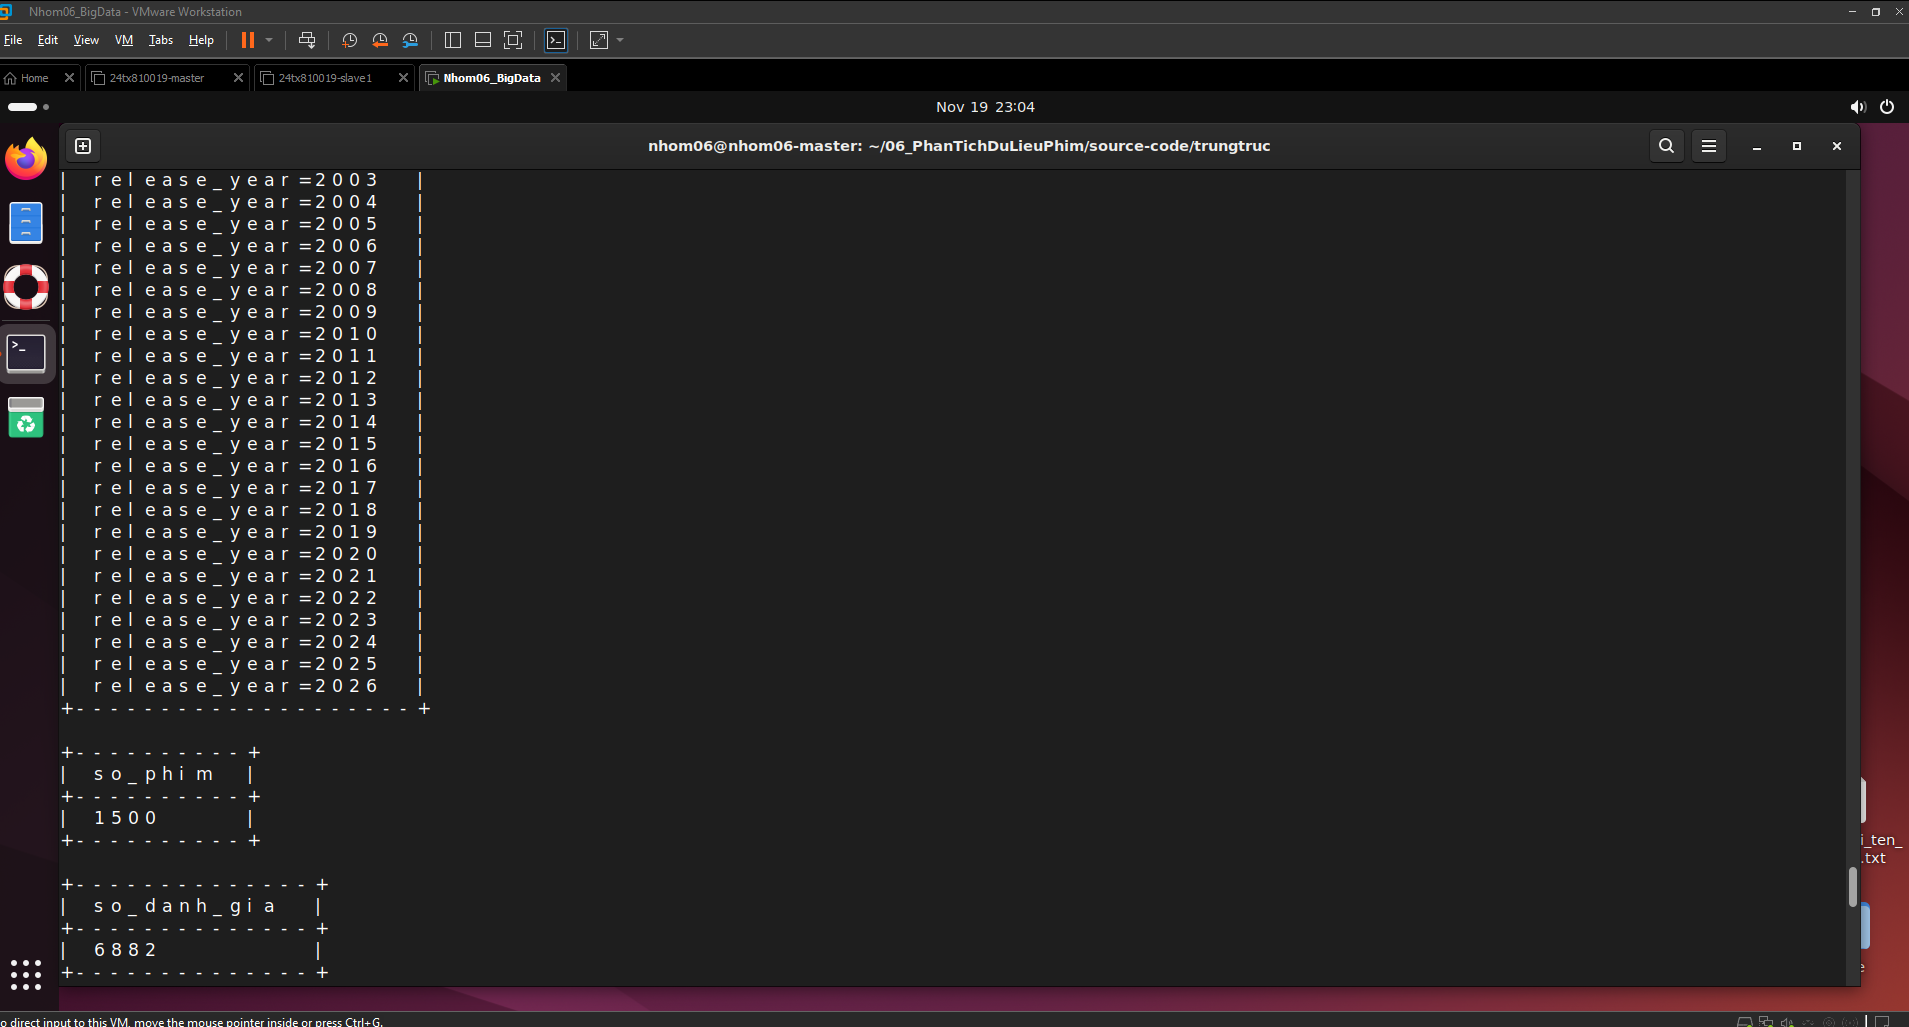 Nhom06_BigData - VMware Workstation
File Edit View VM Tabs Help
Home 24tx810019-master 24tx810019-slave1 Nhom06_BigData
Nov 19 23:04
nhom06@nhom06-master: ~/06_PhanTichDuLieuPhim/source-code/trungtruc
| release_year=2003 |
| release_year=2004 |
| release_year=2005 |
| release_year=2006 |
| release_year=2007 |
| release_year=2008 |
| release_year=2009 |
| release_year=2010 |
| release_year=2011 |
| release_year=2012 |
| release_year=2013 |
| release_year=2014 |
| release_year=2015 |
| release_year=2016 |
| release_year=2017 |
| release_year=2018 |
| release_year=2019 |
| release_year=2020 |
| release_year=2021 |
| release_year=2022 |
| release_year=2023 |
| release_year=2024 |
| release_year=2025 |
| release_year=2026 |
+--------------------+
+----------+
| so_phim |
+----------+
| 1500 |
+----------+
+--------------+
| so_danh_gia |
+--------------+
| 6882 |
+--------------+
i_ten_
.txt
e
o direct input to this VM, move the mouse pointer inside or press Ctrl+G.